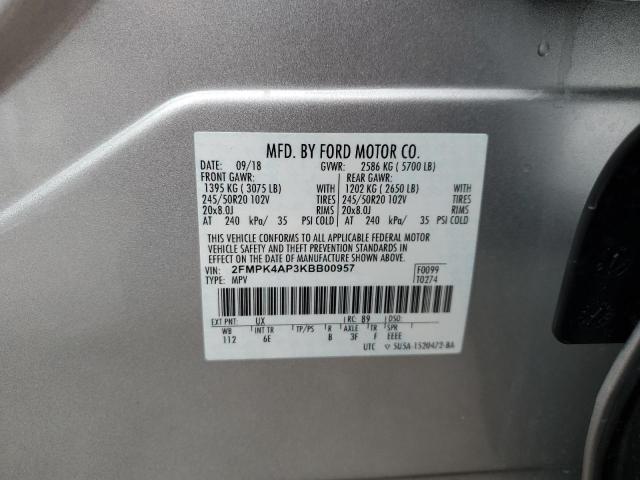 MFD. BY FORD MOTOR CO.
DATE: 09/18 GVWR: 2586 KG ( 5700 LB)
FRONT GAWR: REAR GAWR:
1395 KG ( 3075 LB) WITH 1202 KG ( 2650 LB) WITH
245/50R20 102V TIRES 245/50R20 102V TIRES
20x8.0J RIMS 20x8.0J RIMS
AT 240 kPa/ 35 PSI COLD AT 240 kPa/ 35 PSI COLD
THIS VEHICLE CONFORMS TO ALL APPLICABLE FEDERAL MOTOR
VEHICLE SAFETY AND THEFT PREVENTION STANDARDS IN
EFFECT ON THE DATE OF MANUFACTURE SHOWN ABOVE.
VIN: 2FMPK4AP3KBB00957 F0099
TYPE: MPV T0274
EXT PNT UX RC: 89 DSO:
WB INT TR TP/PS R AXLE TR SPR
112 6E B 3F F EEEE
UTC 5U5A-1520472-BA